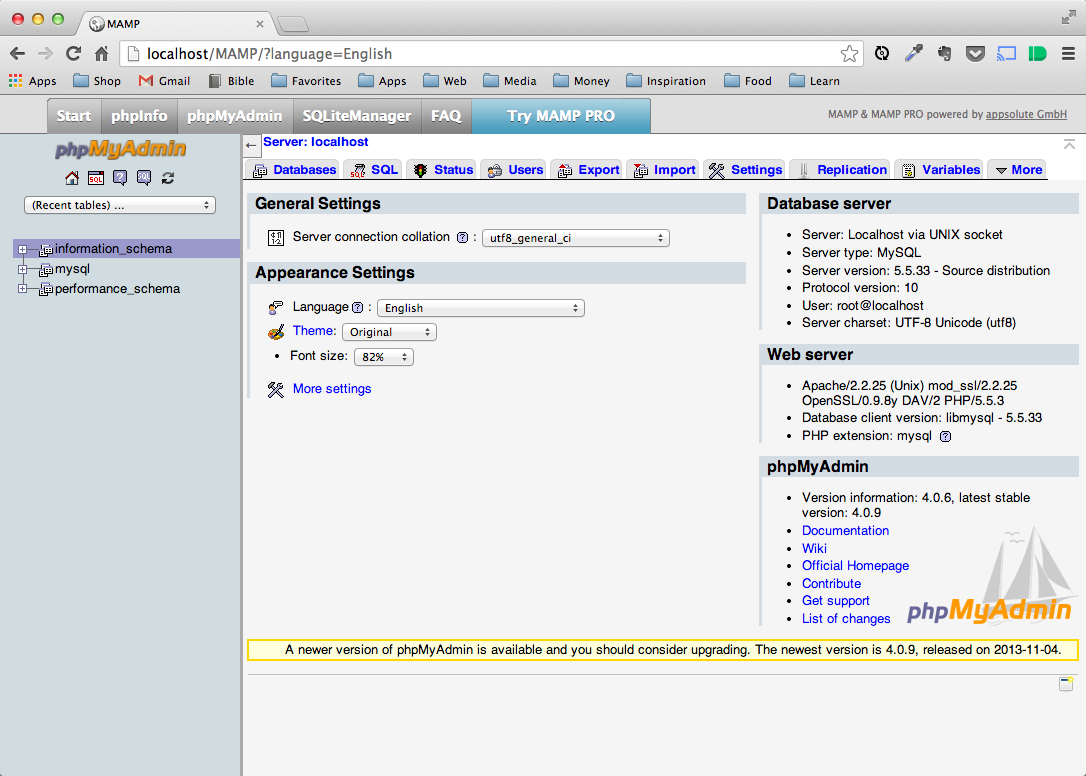 MAMP
localhost/MAMP/?language=English
Apps Shop Gmail Bible Favorites Apps Web Media Money Inspiration Food Learn
Start phpInfo phpMyAdmin SQLiteManager FAQ Try MAMP PRO
MAMP & MAMP PRO powered by appsolute GmbH
phpMyAdmin
SQL
(Recent tables) ...
information_schema
mysql
performance_schema
Server: localhost
Databases SQL Status Users Export Import Settings Replication Variables More
General Settings
Server connection collation : utf8_general_ci
Appearance Settings
Language : English
Theme: Original
• Font size: 82%
More settings
Database server
• Server: Localhost via UNIX socket
• Server type: MySQL
• Server version: 5.5.33 - Source distribution
• Protocol version: 10
• User: root@localhost
• Server charset: UTF-8 Unicode (utf8)
Web server
• Apache/2.2.25 (Unix) mod_ssl/2.2.25
OpenSSL/0.9.8y DAV/2 PHP/5.5.3
• Database client version: libmysql - 5.5.33
• PHP extension: mysql
phpMyAdmin
• Version information: 4.0.6, latest stable
version: 4.0.9
• Documentation
• Wiki
• Official Homepage
• Contribute
• Get support
• List of changes
phpMyAdmin
A newer version of phpMyAdmin is available and you should consider upgrading. The newest version is 4.0.9, released on 2013-11-04.